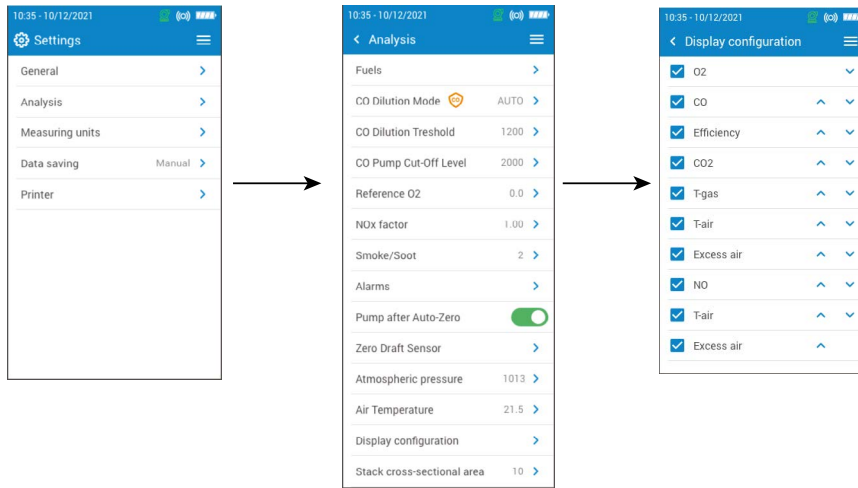 10:35 - 10/12/2021
Settings
General
Analysis
Measuring units
Data saving Manual
Printer
10:35 - 10/12/2021
Analysis
Fuels
CO Dilution Mode CO AUTO
CO Dilution Treshold 1200
CO Pump Cut-Off Level 2000
Reference O2 0.0
NOx factor 1.00
Smoke/Soot 2
Alarms
Pump after Auto-Zero
Zero Draft Sensor
Atmospheric pressure 1013
Air Temperature 21.5
Display configuration
Stack cross-sectional area 10
10:35 - 10/12/2021
Display configuration
O2
CO
Efficiency
CO2
T-gas
T-air
Excess air
NO
T-air
Excess air